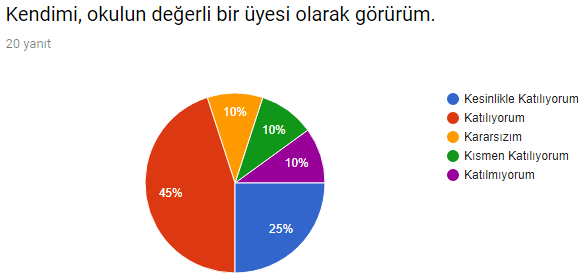 Kendimi, okulun değerli bir üyesi olarak görürüm.
20 yanıt
Kesinlikle Katılıyorum
Katılıyorum
Kararsızım
Kısmen Katılıyorum
Katılmıyorum
10%
10%
10%
45%
25%